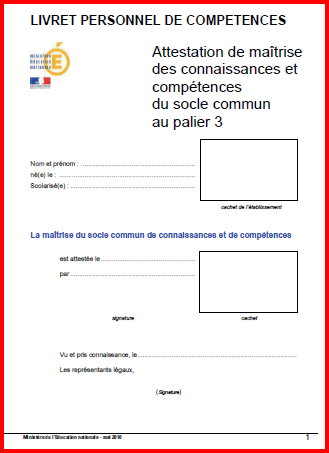 LIVRET PERSONNEL DE COMPETENCES
Attestation de maîtrise
des connaissances et
compétences
du socle commun
au palier 3
Nom et prénom : ...
né(e) le : ...
Scolarisé(e) : ...
cachet de l'établissement
La maîtrise du socle commun de connaissances et de compétences
est attestée le ...
par ...
signature
cachet
Vu et pris connaissance, le...
Les représentants légaux,
(Signature)
Ministère de l'Education nationale - mai 2010
1